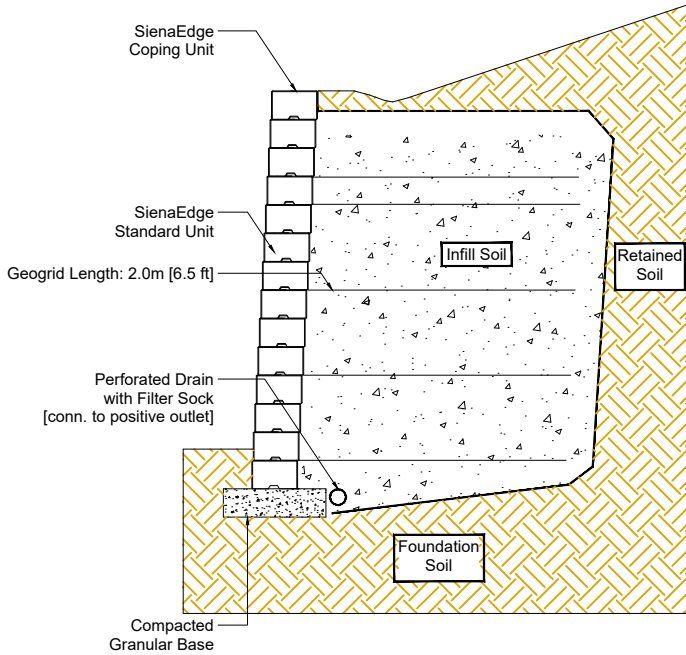 SienaEdge
Coping Unit
SienaEdge
Standard Unit
Infill Soil
Retained
Soil
Geogrid Length: 2.0m [6.5 ft]
Perforated Drain
with Filter Sock
[conn. to positive outlet]
Foundation
Soil
Compacted
Granular Base